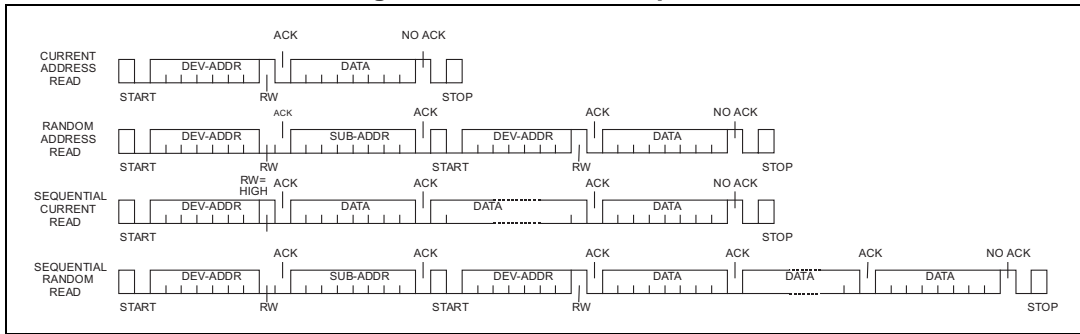 ACK NO ACK
CURRENT
ADDRESS
READ
DEV-ADDR DATA
START RW STOP
ACK ACK ACK NO ACK
RANDOM
ADDRESS
READ
DEV-ADDR SUB-ADDR DEV-ADDR DATA
START RW START RW STOP
RW=
HIGH
ACK ACK ACK NO ACK
SEQUENTIAL
CURRENT
READ
DEV-ADDR DATA DATA DATA
START STOP
ACK ACK ACK ACK ACK NO ACK
SEQUENTIAL
RANDOM
READ
DEV-ADDR SUB-ADDR DEV-ADDR DATA DATA DATA
START RW START RW STOP